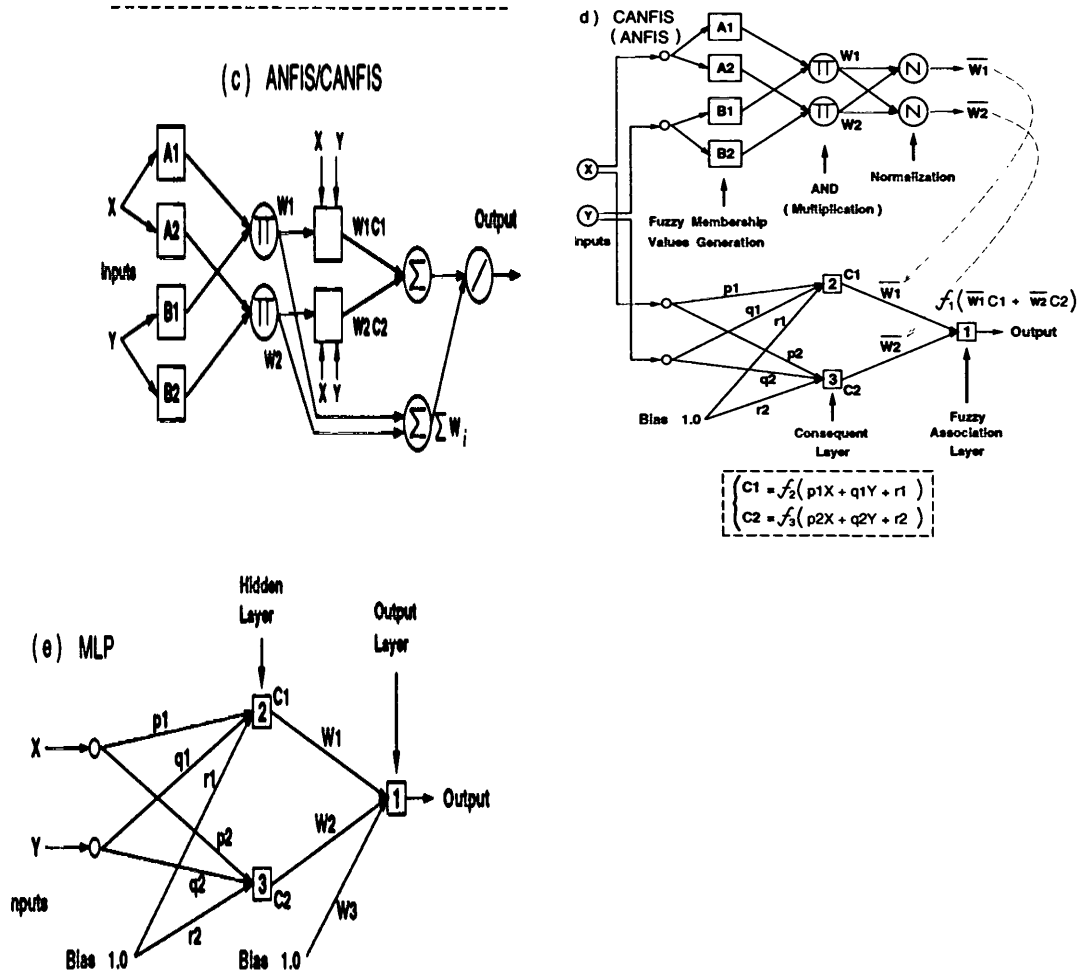 (c) ANFIS/CANFIS
X Y
A1
X
A2
Π
W1
W1C1
Output
Σ
/
Inputs
B1
Y
B2
Π
W2
W2C2
X Y
Σ
Σ W i
d) CANFIS
(ANFIS)
A1
A2
B1
B2
Π W1
Π W2
N W1
N W2
X
Y
Inputs
Fuzzy Membership
Values Generation
AND
(Multiplication)
Normalization
p1
q1
r1
p2
q2
r2
Bias 1.0
2 C1
3 C2
W1
W2
f1(W1 C1 + W2 C2)
1 Output
Consequent
Layer
Fuzzy
Association
Layer
C1 = f2(p1X + q1Y + r1)
C2 = f3(p2X + q2Y + r2)
(e) MLP
Hidden
Layer
Output
Layer
X
Y
nputs
p1
q1
r1
p2
q2
r2
Bias 1.0
2 C1
3 C2
W1
W2
W3
Bias 1.0
1 Output